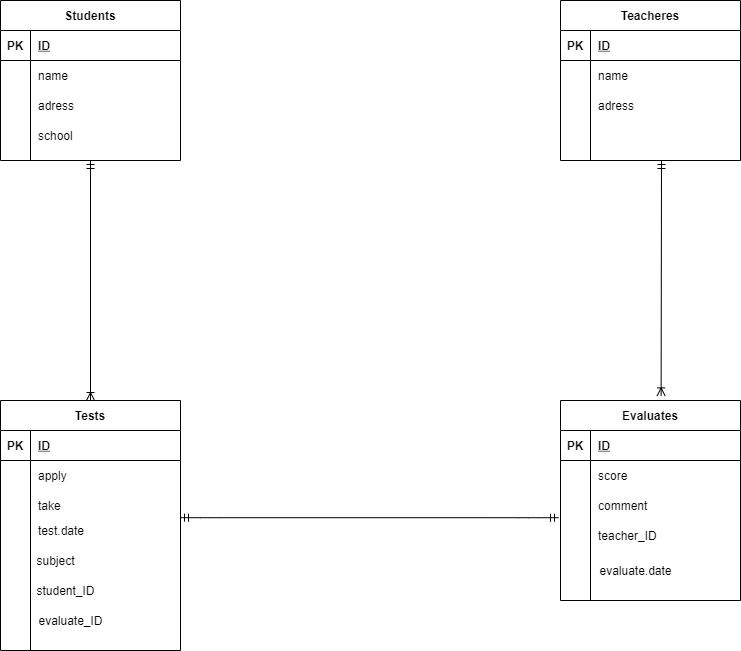 Students
PK ID
name
adress
school
Teacheres
PK ID
name
adress
Tests
PK ID
apply
take
test.date
subject
student_ID
evaluate_ID
Evaluates
PK ID
score
comment
teacher_ID
evaluate.date